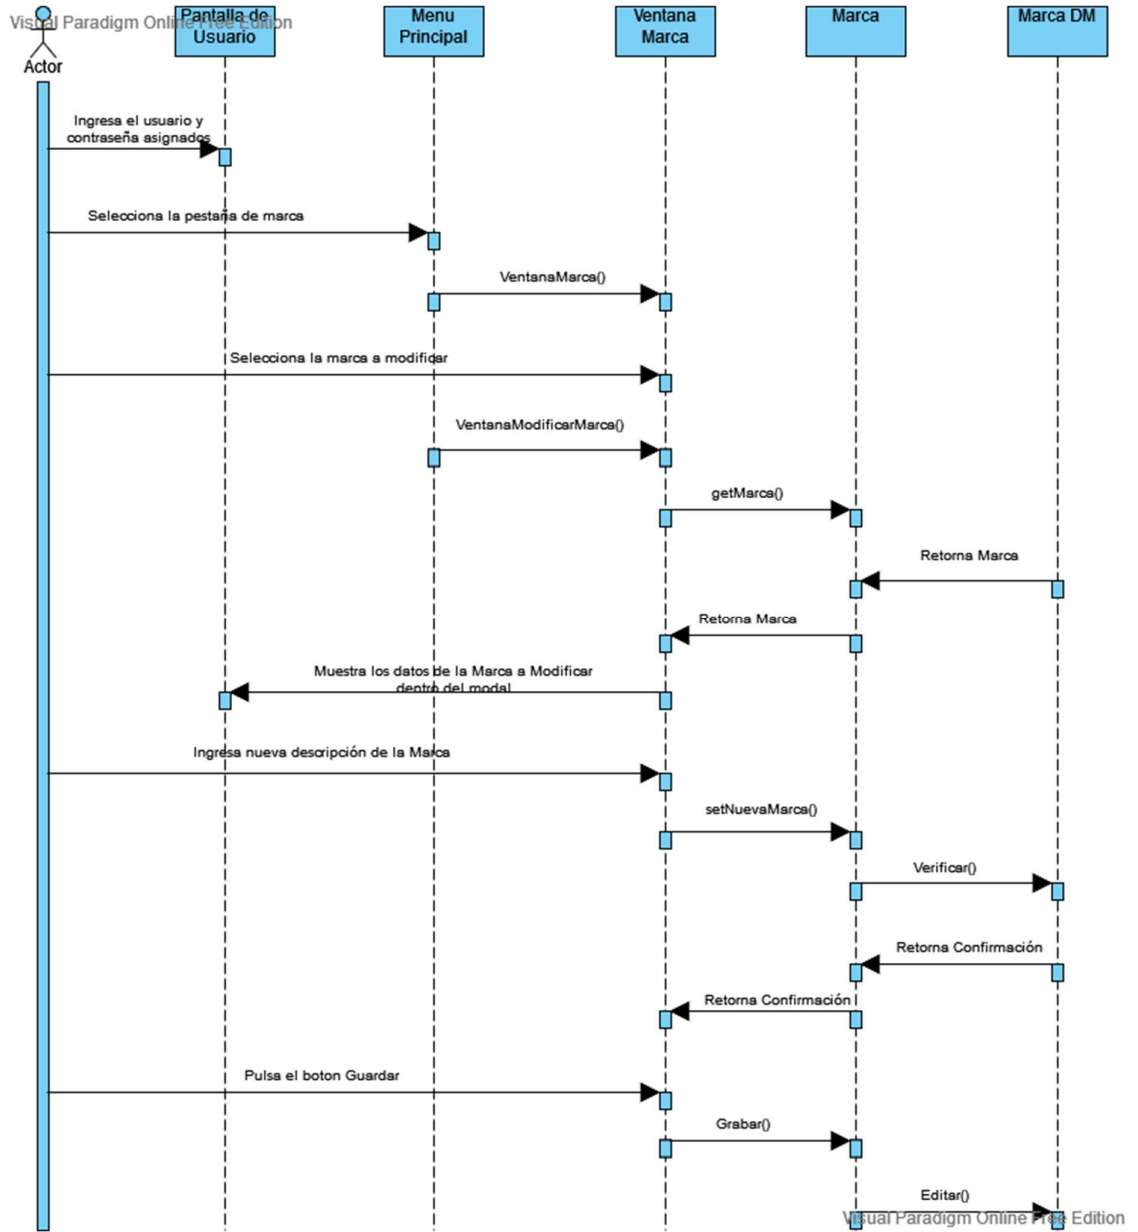 Visual Paradigm Online Free Edition
Pantalla de
Usuario
Menu
Principal
Ventana
Marca
Marca
Marca DM
Actor
Ingresa el usuario y
contraseña asignados
Selecciona la pestaña de marca
VentanaMarca()
Selecciona la marca a modificar
VentanaModificarMarca()
getMarca()
Retorna Marca
Retorna Marca
Muestra los datos de la Marca a Modificar
dentro del modal
Ingresa nueva descripción de la Marca
setNuevaMarca()
Verificar()
Retorna Confirmación
Retorna Confirmación
Pulsa el boton Guardar
Grabar()
Editar()
Visual Paradigm Online Free Edition